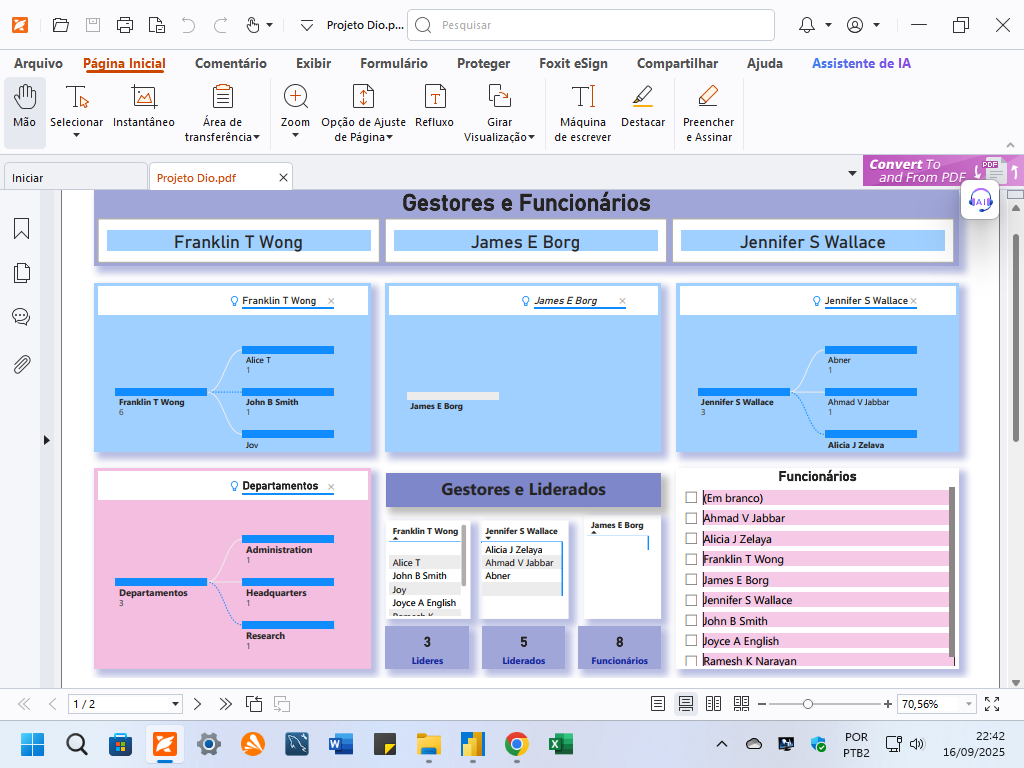 Projeto Dio.p...
Pesquisar
Arquivo
Página Inicial
Comentário
Exibir
Formulário
Proteger
Foxit eSign
Compartilhar
Ajuda
Assistente de IA
Mão
Selecionar
Instantâneo
Área de
transferência
Zoom
Opção de Ajuste
de Página
Refluxo
Girar
Visualização
Máquina
de escrever
Destacar
Preencher
e Assinar
Iniciar
Projeto Dio.pdf
Convert To
and From PDF
PDF
AI
Gestores e Funcionários
Franklin T Wong
James E Borg
Jennifer S Wallace
Franklin T Wong
Alice T
1
Franklin T Wong
6
John B Smith
1
Joy
James E Borg
James E Borg
Jennifer S Wallace
Abner
1
Jennifer S Wallace
3
Ahmad V Jabbar
1
Alicia J Zelaya
Departamentos
Administration
1
Departamentos
3
Headquarters
1
Research
1
Gestores e Liderados
Franklin T Wong
Alice T
John B Smith
Joy
Joyce A English
Ramesh K
Jennifer S Wallace
Alicia J Zelaya
Ahmad V Jabbar
Abner
James E Borg
3
Lideres
5
Liderados
8
Funcionários
Funcionários
(Em branco)
Ahmad V Jabbar
Alicia J Zelaya
Franklin T Wong
James E Borg
Jennifer S Wallace
John B Smith
Joyce A English
Ramesh K Narayan
1 / 2
70,56%
POR
PTB2
22:42
16/09/2025